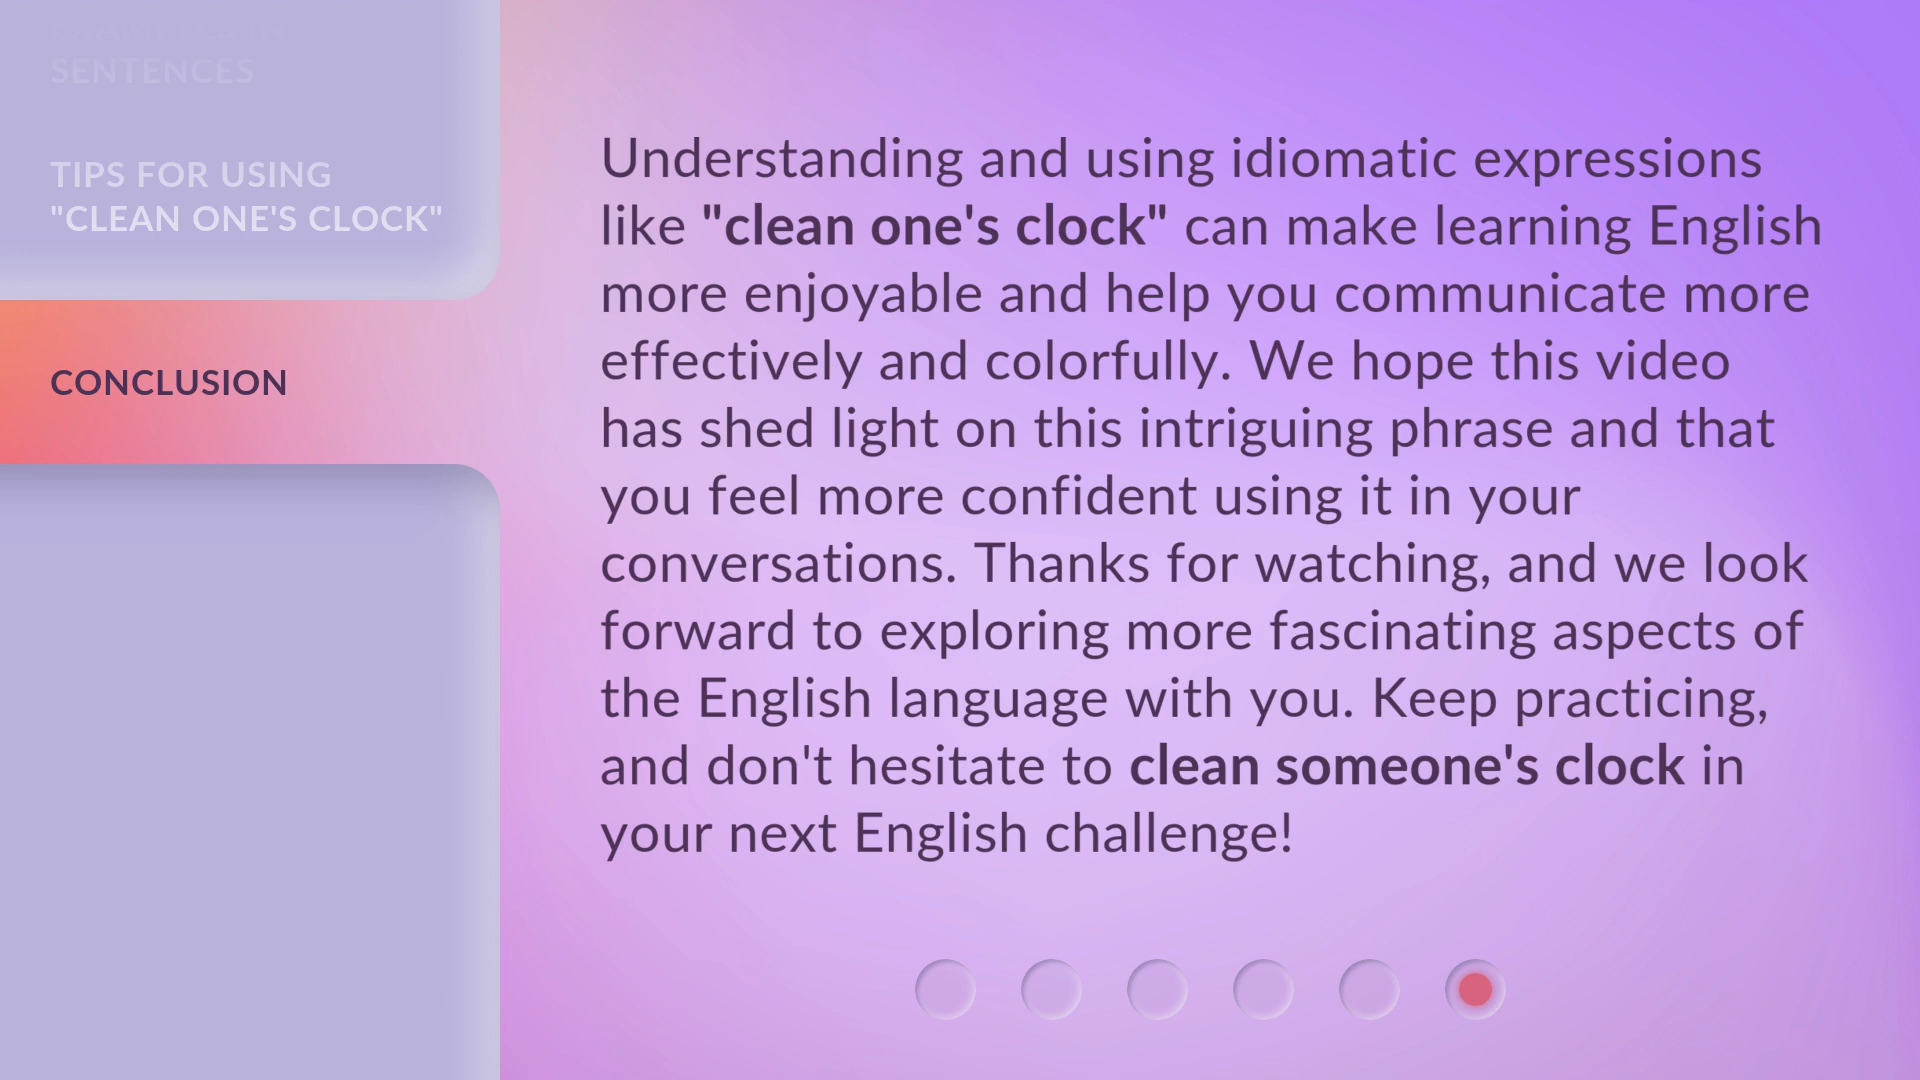 SENTENCES
TIPS FOR USING
"CLEAN ONE'S CLOCK"
CONCLUSION
Understanding and using idiomatic expressions
like "clean one's clock" can make learning English
more enjoyable and help you communicate more
effectively and colorfully. We hope this video
has shed light on this intriguing phrase and that
you feel more confident using it in your
conversations. Thanks for watching, and we look
forward to exploring more fascinating aspects of
the English language with you. Keep practicing,
and don't hesitate to clean someone's clock in
your next English challenge!